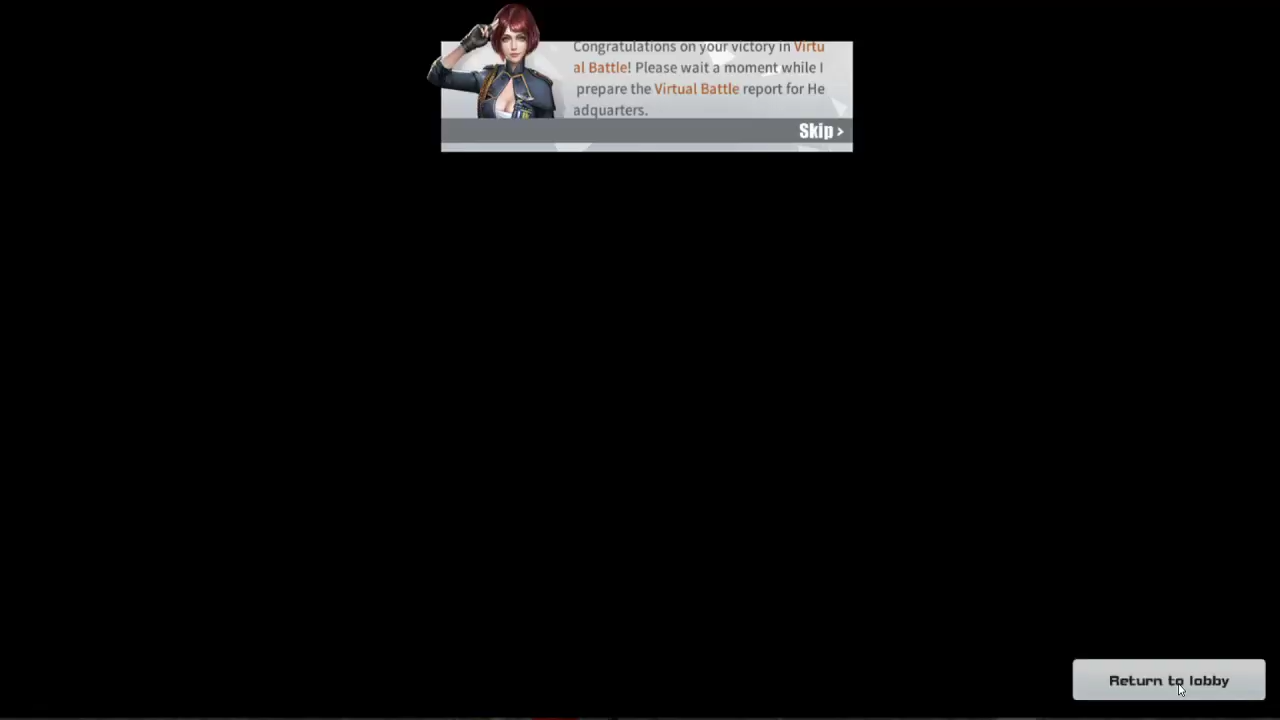 Congratulations on your victory in Virtu
al Battle! Please wait a moment while I
prepare the Virtual Battle report for He
adquarters.
Skip >
Return to lobby